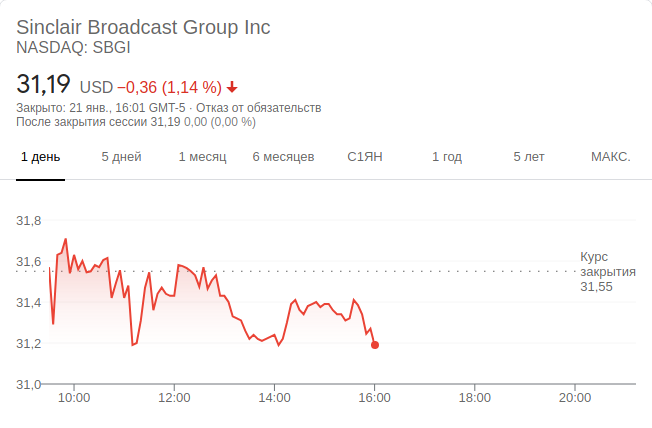 Sinclair Broadcast Group Inc
NASDAQ: SBGI
31,19 USD −0,36 (1,14 %)
Закрыто: 21 янв., 16:01 GMT-5 · Отказ от обязательств
После закрытия сессии 31,19 0,00 (0,00 %)
1 день 5 дней 1 месяц 6 месяцев С1ЯН 1 год 5 лет МАКС.
31,8
31,6
31,4
31,2
31,0
Курс
закрытия
31,55
10:00 12:00 14:00 16:00 18:00 20:00